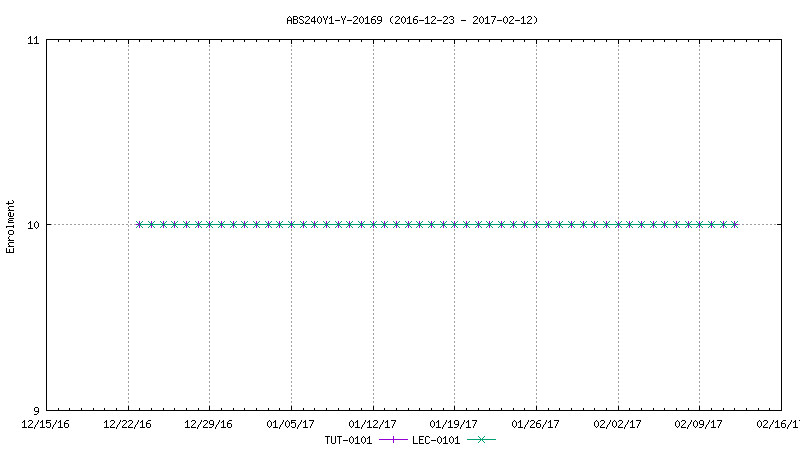 ABS240Y1-Y-20169 (2016-12-23 - 2017-02-12)
11
Enrolment
10
9
12/15/16 12/22/16 12/29/16 01/05/17 01/12/17 01/19/17 01/26/17 02/02/17 02/09/17 02/16/17
TUT-0101 LEC-0101